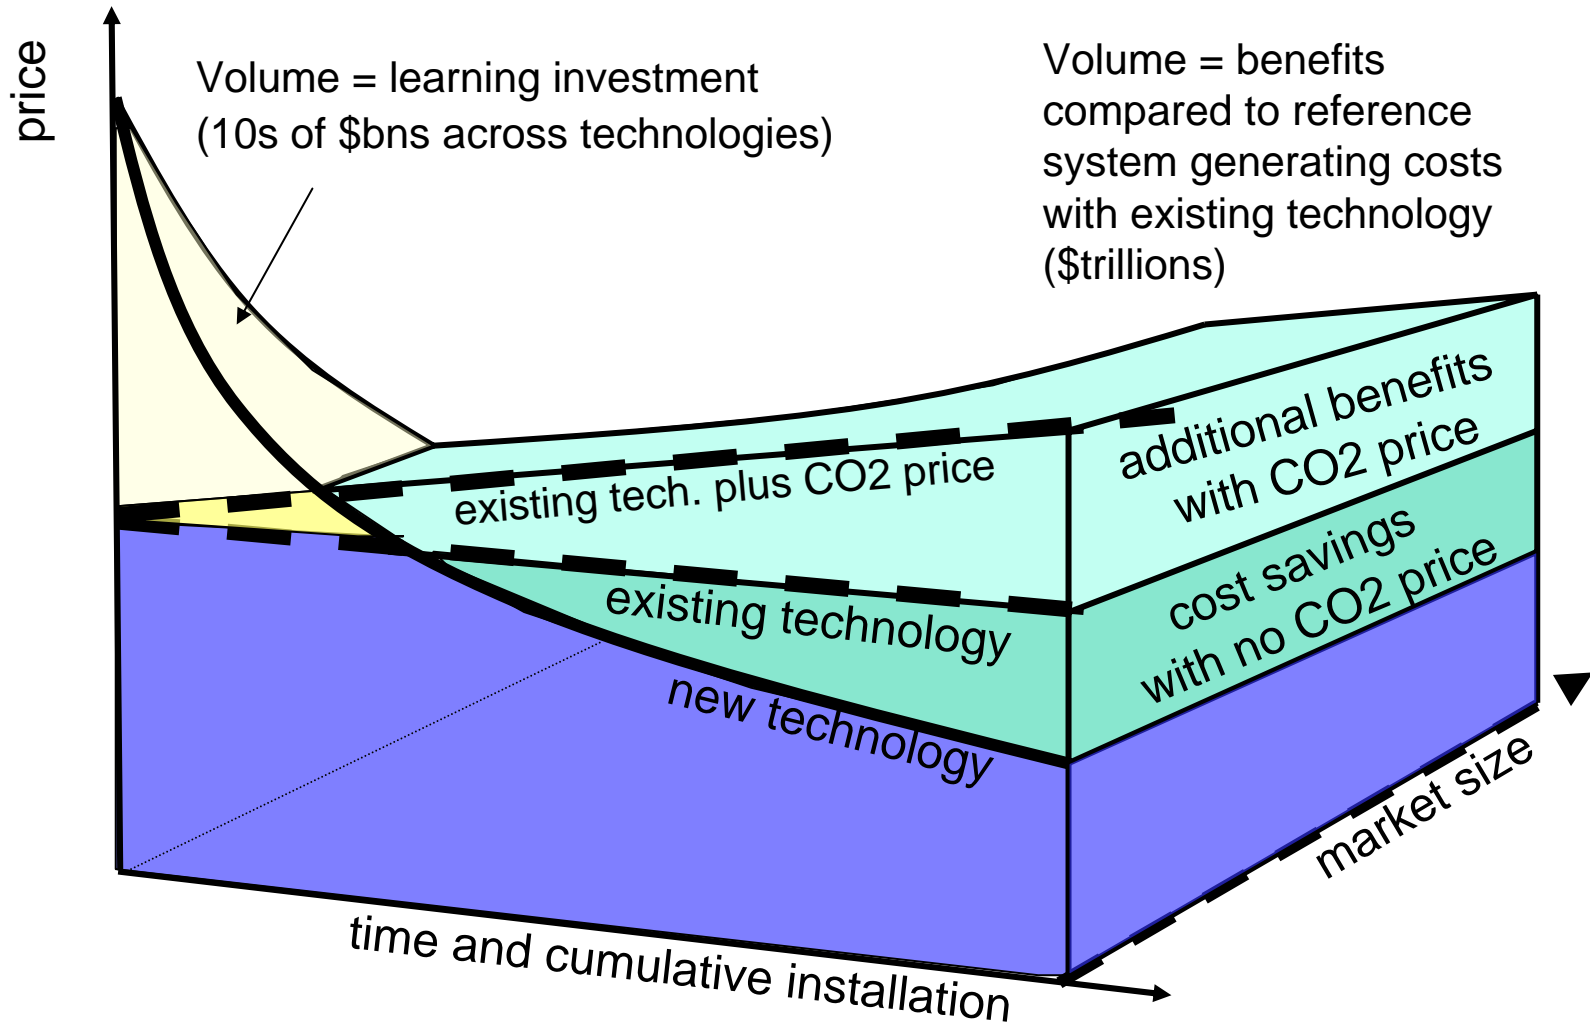 price
Volume = learning investment
(10s of $bns across technologies)
Volume = benefits
compared to reference
system generating costs
with existing technology
($trillions)
existing tech. plus CO2 price
existing technology
new technology
additional benefits
with CO2 price
cost savings
with no CO2 price
market size
time and cumulative installation